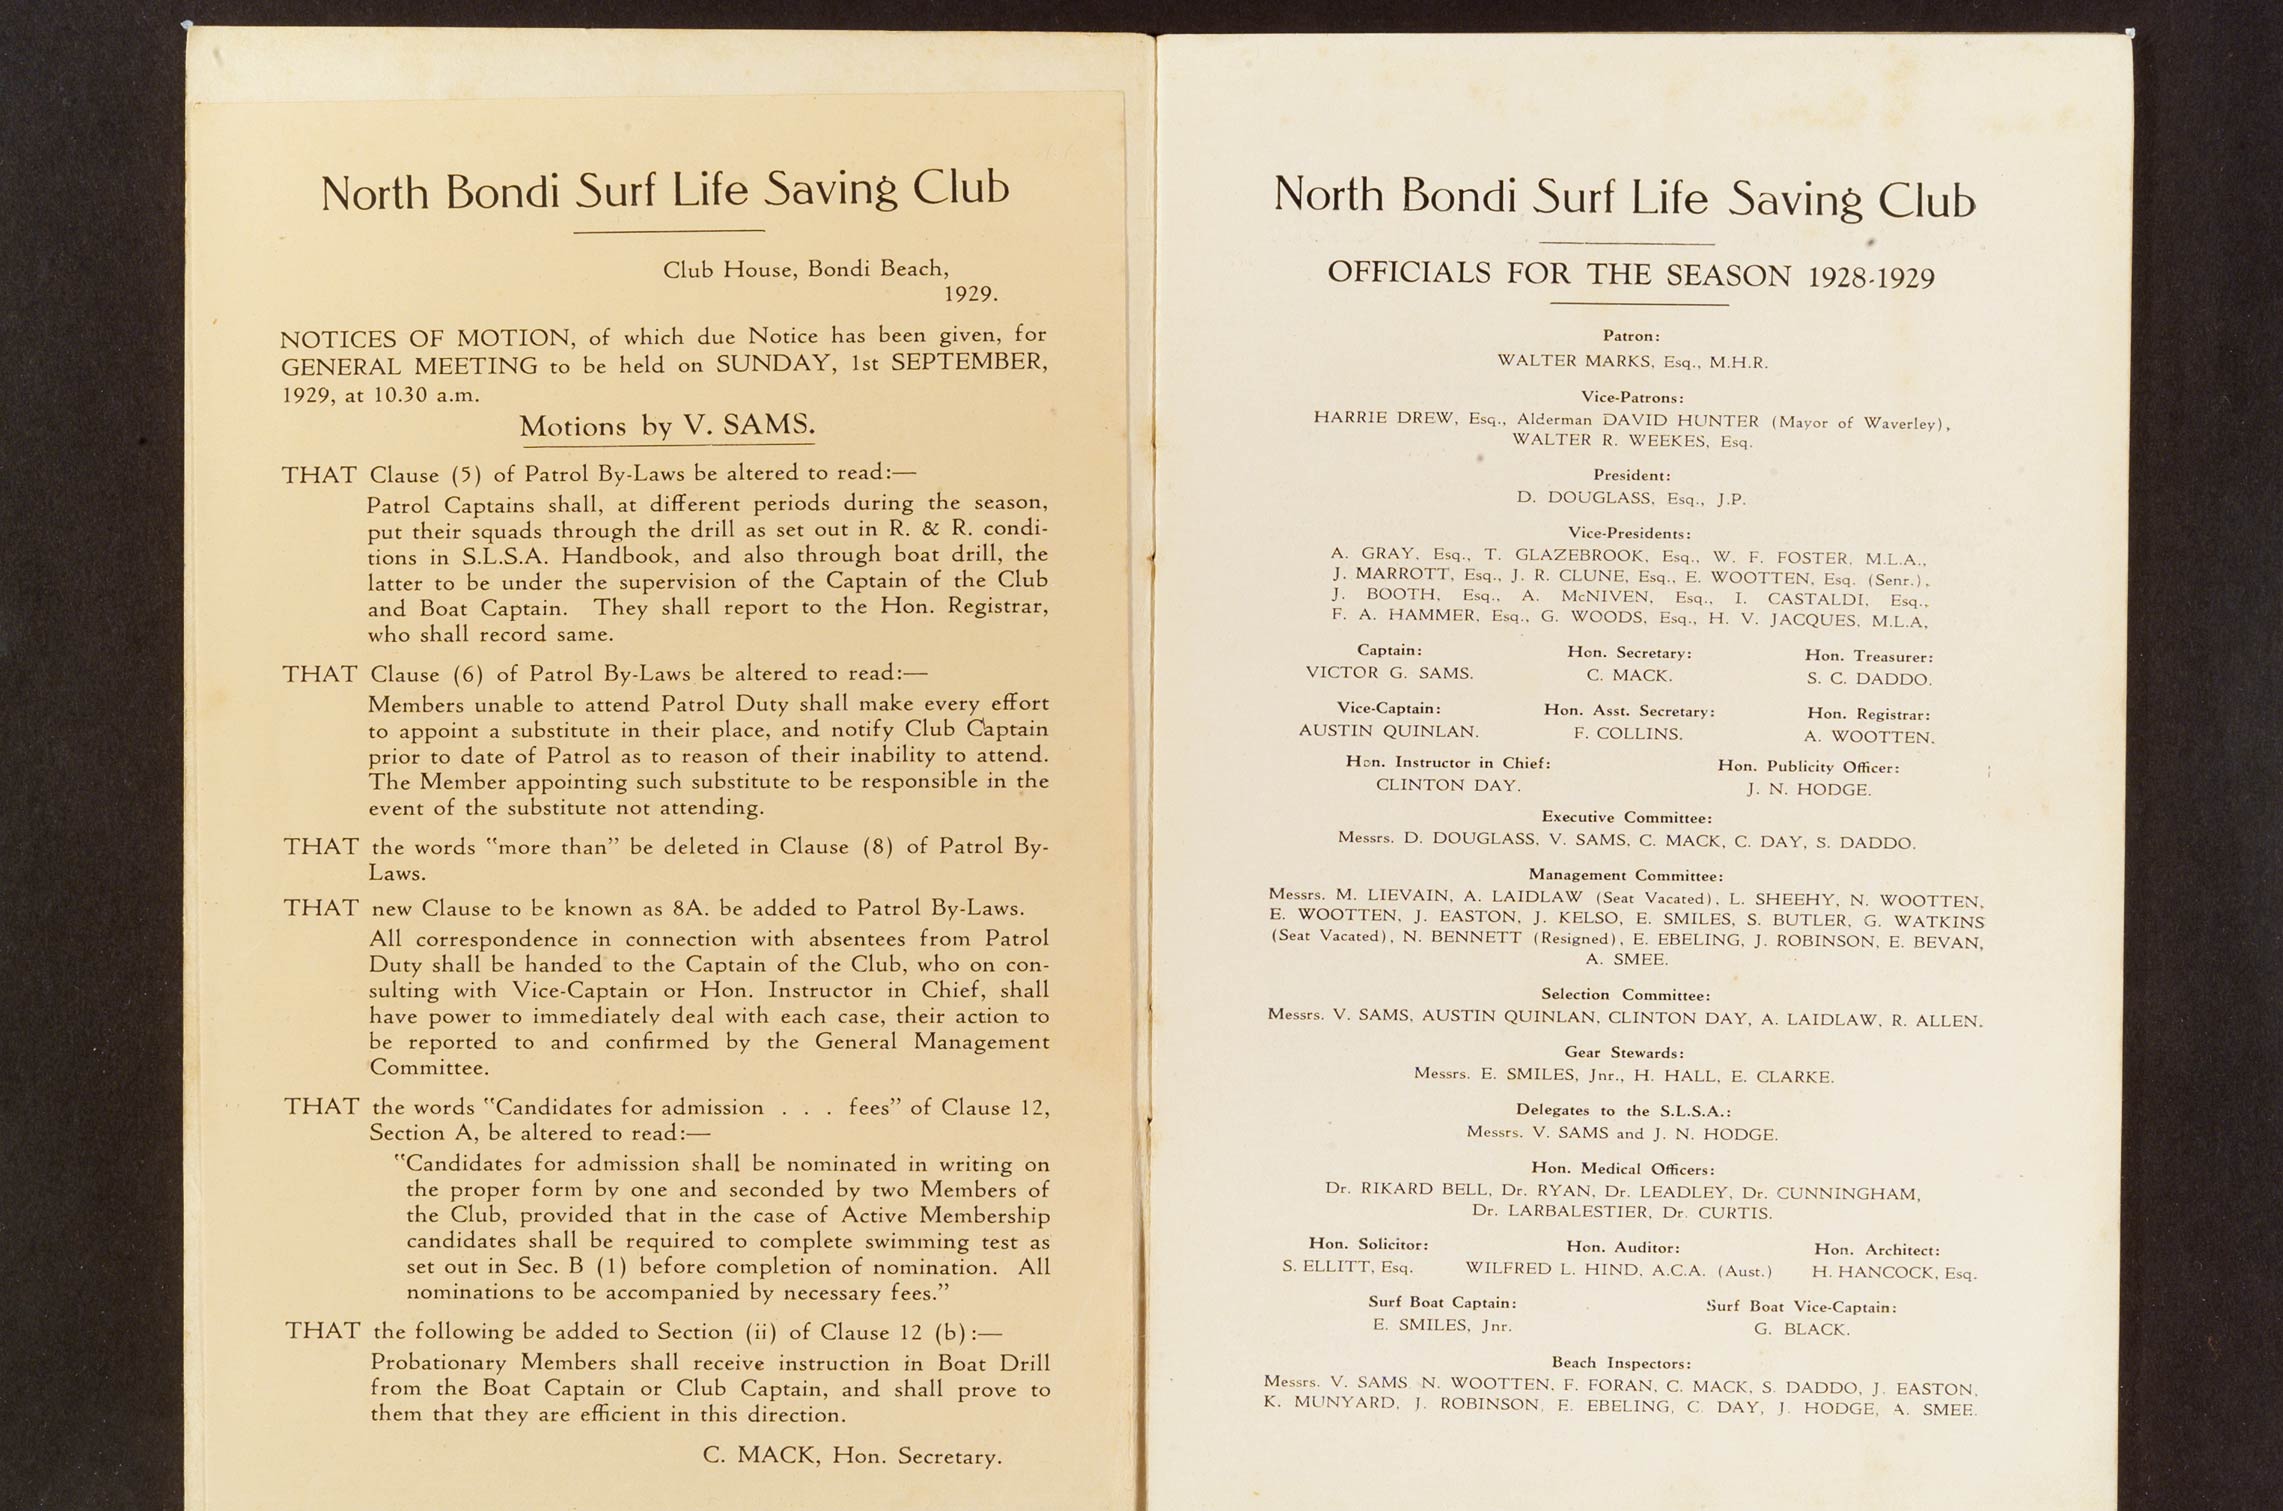 North Bondi Surf Life Saving Club
Club House, Bondi Beach,
1929.
NOTICES OF MOTION, of which due Notice has been given, for
GENERAL MEETING to be held on SUNDAY, 1st SEPTEMBER,
1929, at 10.30 a.m.
Motions by V. SAMS.
THAT Clause (5) of Patrol By-Laws be altered to read:—
Patrol Captains shall, at different periods during the season,
put their squads through the drill as set out in R. & R. condi-
tions in S.L.S.A. Handbook, and also through boat drill, the
latter to be under the supervision of the Captain of the Club
and Boat Captain. They shall report to the Hon. Registrar,
who shall record same.
THAT Clause (6) of Patrol By-Laws be altered to read:—
Members unable to attend Patrol Duty shall make every effort
to appoint a substitute in their place, and notify Club Captain
prior to date of Patrol as to reason of their inability to attend.
The Member appointing such substitute to be responsible in the
event of the substitute not attending.
THAT the words "more than" be deleted in Clause (8) of Patrol By-
Laws.
THAT new Clause to be known as 8A. be added to Patrol By-Laws.
All correspondence in connection with absentees from Patrol
Duty shall be handed to the Captain of the Club, who on con-
sulting with Vice-Captain or Hon. Instructor in Chief, shall
have power to immediately deal with each case, their action to
be reported to and confirmed by the General Management
Committee.
THAT the words "Candidates for admission . . . fees" of Clause 12,
Section A, be altered to read:—
"Candidates for admission shall be nominated in writing on
the proper form by one and seconded by two Members of
the Club, provided that in the case of Active Membership
candidates shall be required to complete swimming test as
set out in Sec. B (1) before completion of nomination. All
nominations to be accompanied by necessary fees."
THAT the following be added to Section (ii) of Clause 12 (b):—
Probationary Members shall receive instruction in Boat Drill
from the Boat Captain or Club Captain, and shall prove to
them that they are efficient in this direction.
C. MACK, Hon. Secretary.
North Bondi Surf Life Saving Club
OFFICIALS FOR THE SEASON 1928-1929
Patron:
WALTER MARKS, Esq., M.H.R.
Vice-Patrons:
HARRIE DREW, Esq., Alderman DAVID HUNTER (Mayor of Waverley),
WALTER R. WEEKES, Esq.
President:
D. DOUGLASS, Esq., J.P.
Vice-Presidents:
A. GRAY, Esq., T. GLAZEBROOK, Esq., W. F. FOSTER, M.L.A.,
J. MARROTT, Esq., J. R. CLUNE, Esq., E. WOOTTEN, Esq. (Senr.),
J. BOOTH, Esq., A. McNIVEN, Esq., I. CASTALDI, Esq.,
F. A. HAMMER, Esq., G. WOODS, Esq., H. V. JACQUES, M.L.A,
Captain: Hon. Secretary: Hon. Treasurer:
VICTOR G. SAMS. C. MACK. S. C. DADDO.
Vice-Captain: Hon. Asst. Secretary: Hon. Registrar:
AUSTIN QUINLAN. F. COLLINS. A. WOOTTEN.
Hon. Instructor in Chief: Hon. Publicity Officer:
CLINTON DAY. J. N. HODGE.
Executive Committee:
Messrs. D. DOUGLASS, V. SAMS, C. MACK, C. DAY, S. DADDO.
Management Committee:
Messrs. M. LIEVAIN, A. LAIDLAW (Seat Vacated), L. SHEEHY, N. WOOTTEN,
E. WOOTTEN, J. EASTON, J. KELSO, E. SMILES, S. BUTLER, G. WATKINS
(Seat Vacated), N. BENNETT (Resigned), E. EBELING, J. ROBINSON, E. BEVAN,
A. SMEE.
Selection Committee:
Messrs. V. SAMS, AUSTIN QUINLAN, CLINTON DAY, A. LAIDLAW, R. ALLEN.
Gear Stewards:
Messrs. E. SMILES, Jnr., H. HALL, E. CLARKE.
Delegates to the S.L.S.A.:
Messrs. V. SAMS and J. N. HODGE.
Hon. Medical Officers:
Dr. RIKARD BELL, Dr. RYAN, Dr. LEADLEY, Dr. CUNNINGHAM,
Dr. LARBALESTIER, Dr. CURTIS.
Hon. Solicitor: Hon. Auditor: Hon. Architect:
S. ELLITT, Esq. WILFRED L. HIND, A.C.A. (Aust.) H. HANCOCK, Esq.
Surf Boat Captain: Surf Boat Vice-Captain:
E. SMILES, Jnr. G. BLACK.
Beach Inspectors:
Messrs. V. SAMS N. WOOTTEN, F. FORAN, C. MACK, S. DADDO, J. EASTON,
K. MUNYARD, J. ROBINSON, E. EBELING, C. DAY, J. HODGE, A. SMEE.